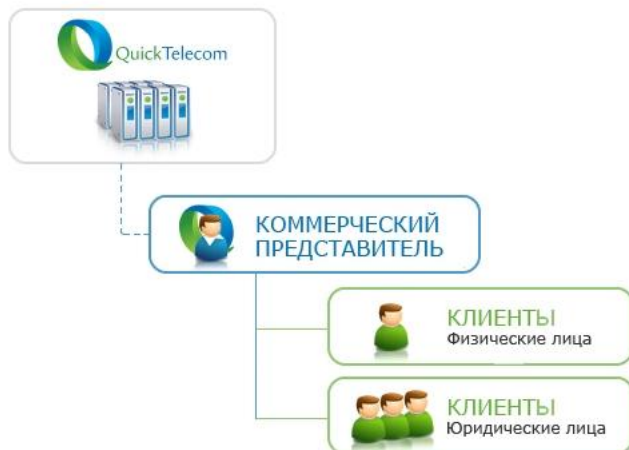 QuickTelecom
КОММЕРЧЕСКИЙ
ПРЕДСТАВИТЕЛЬ
КЛИЕНТЫ
Физические лица
КЛИЕНТЫ
Юридические лица